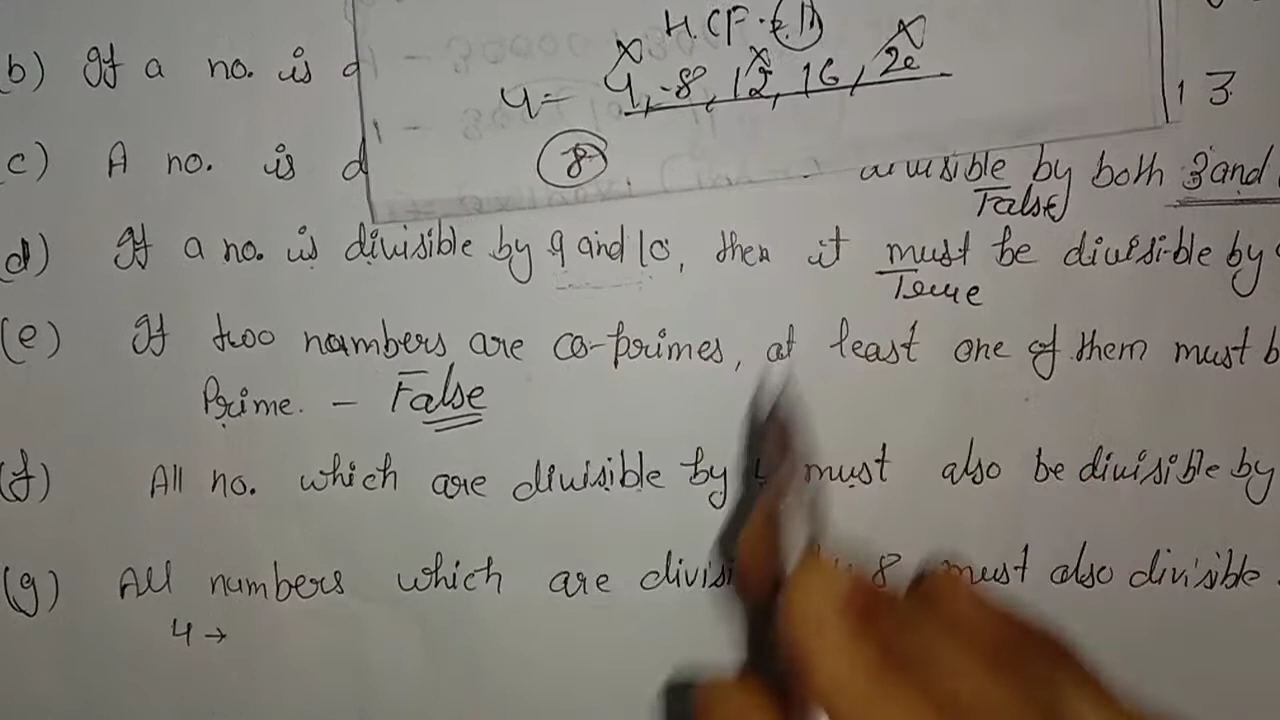 H.C.F.
4 = 4, 8, 12, 16, 20
(b) If a no. is
13
8
(c) A no. is d
divisible by both 3 and
False
(d) If a no. is divisible by 9 and 10, then it must be divisible by
True
(e) If two numbers are co-primes, at least one of them must b
Prime. - False
(f) All no. which are divisible by 4 must also be divisible by
(g) All numbers which are divisi 8 must also divisible
4 →